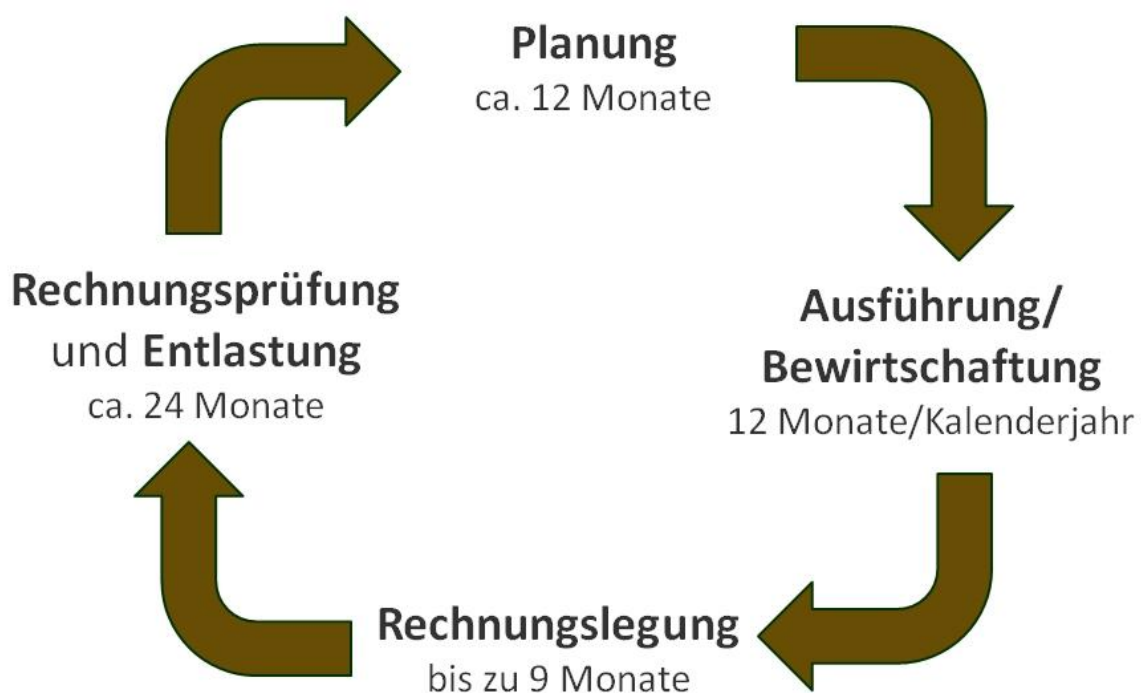 Planung
ca. 12 Monate
Ausführung/
Bewirtschaftung
12 Monate/Kalenderjahr
Rechnungslegung
bis zu 9 Monate
Rechnungsprüfung
und Entlastung
ca. 24 Monate